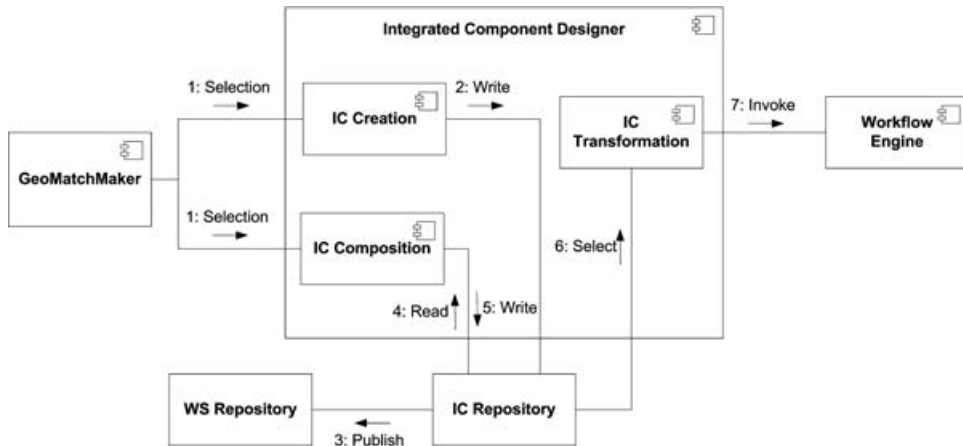 Integrated Component Designer
1: Selection
2: Write
IC Creation
IC
Transformation
7: Invoke
Workflow
Engine
GeoMatchMaker
1: Selection
IC Composition
6: Select
4: Read
5: Write
WS Repository
IC Repository
3: Publish